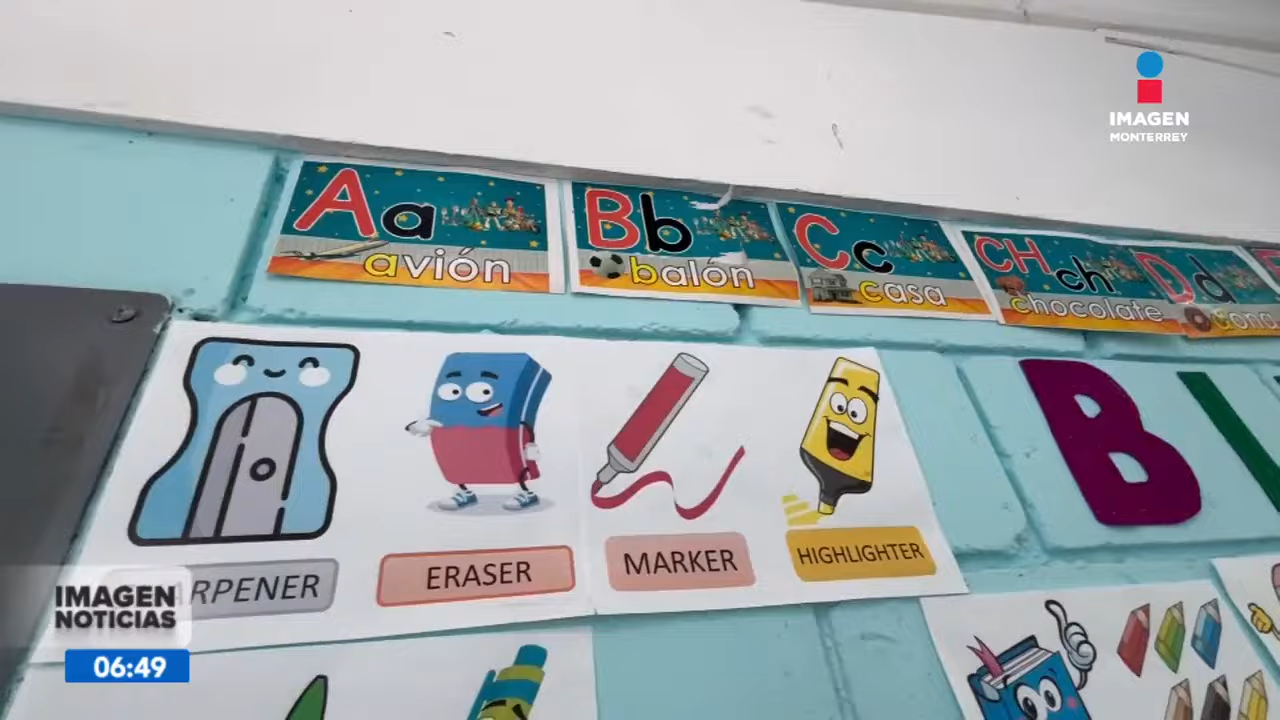 IMAGEN
MONTERREY
Aa
avión
Bb
balón
Cc
casa
CH ch
chocolate
Dd
B
RPENER
ERASER
MARKER
HIGHLIGHTER
IMAGEN
NOTICIAS
06:49